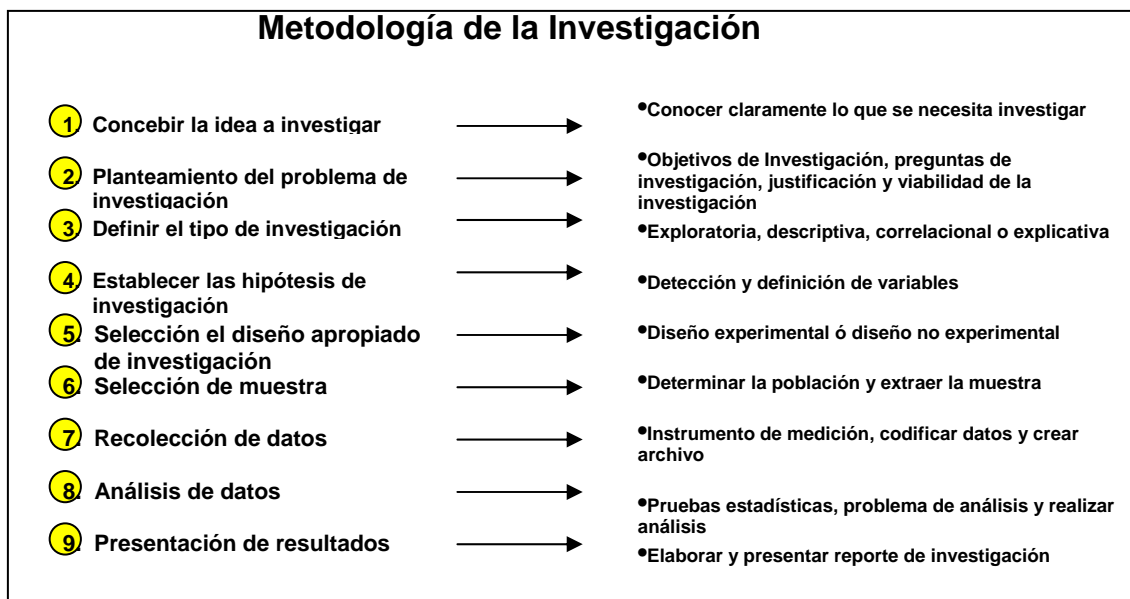 Metodología de la Investigación
1. Concebir la idea a investigar
•Conocer claramente lo que se necesita investigar
2. Planteamiento del problema de
investigación
•Objetivos de Investigación, preguntas de
investigación, justificación y viabilidad de la
investigación
3. Definir el tipo de investigación
•Exploratoria, descriptiva, correlacional o explicativa
4. Establecer las hipótesis de
investigación
•Detección y definición de variables
5. Selección el diseño apropiado
de investigación
•Diseño experimental ó diseño no experimental
6. Selección de muestra
•Determinar la población y extraer la muestra
7. Recolección de datos
•Instrumento de medición, codificar datos y crear
archivo
8. Análisis de datos
•Pruebas estadísticas, problema de análisis y realizar
análisis
9. Presentación de resultados
•Elaborar y presentar reporte de investigación